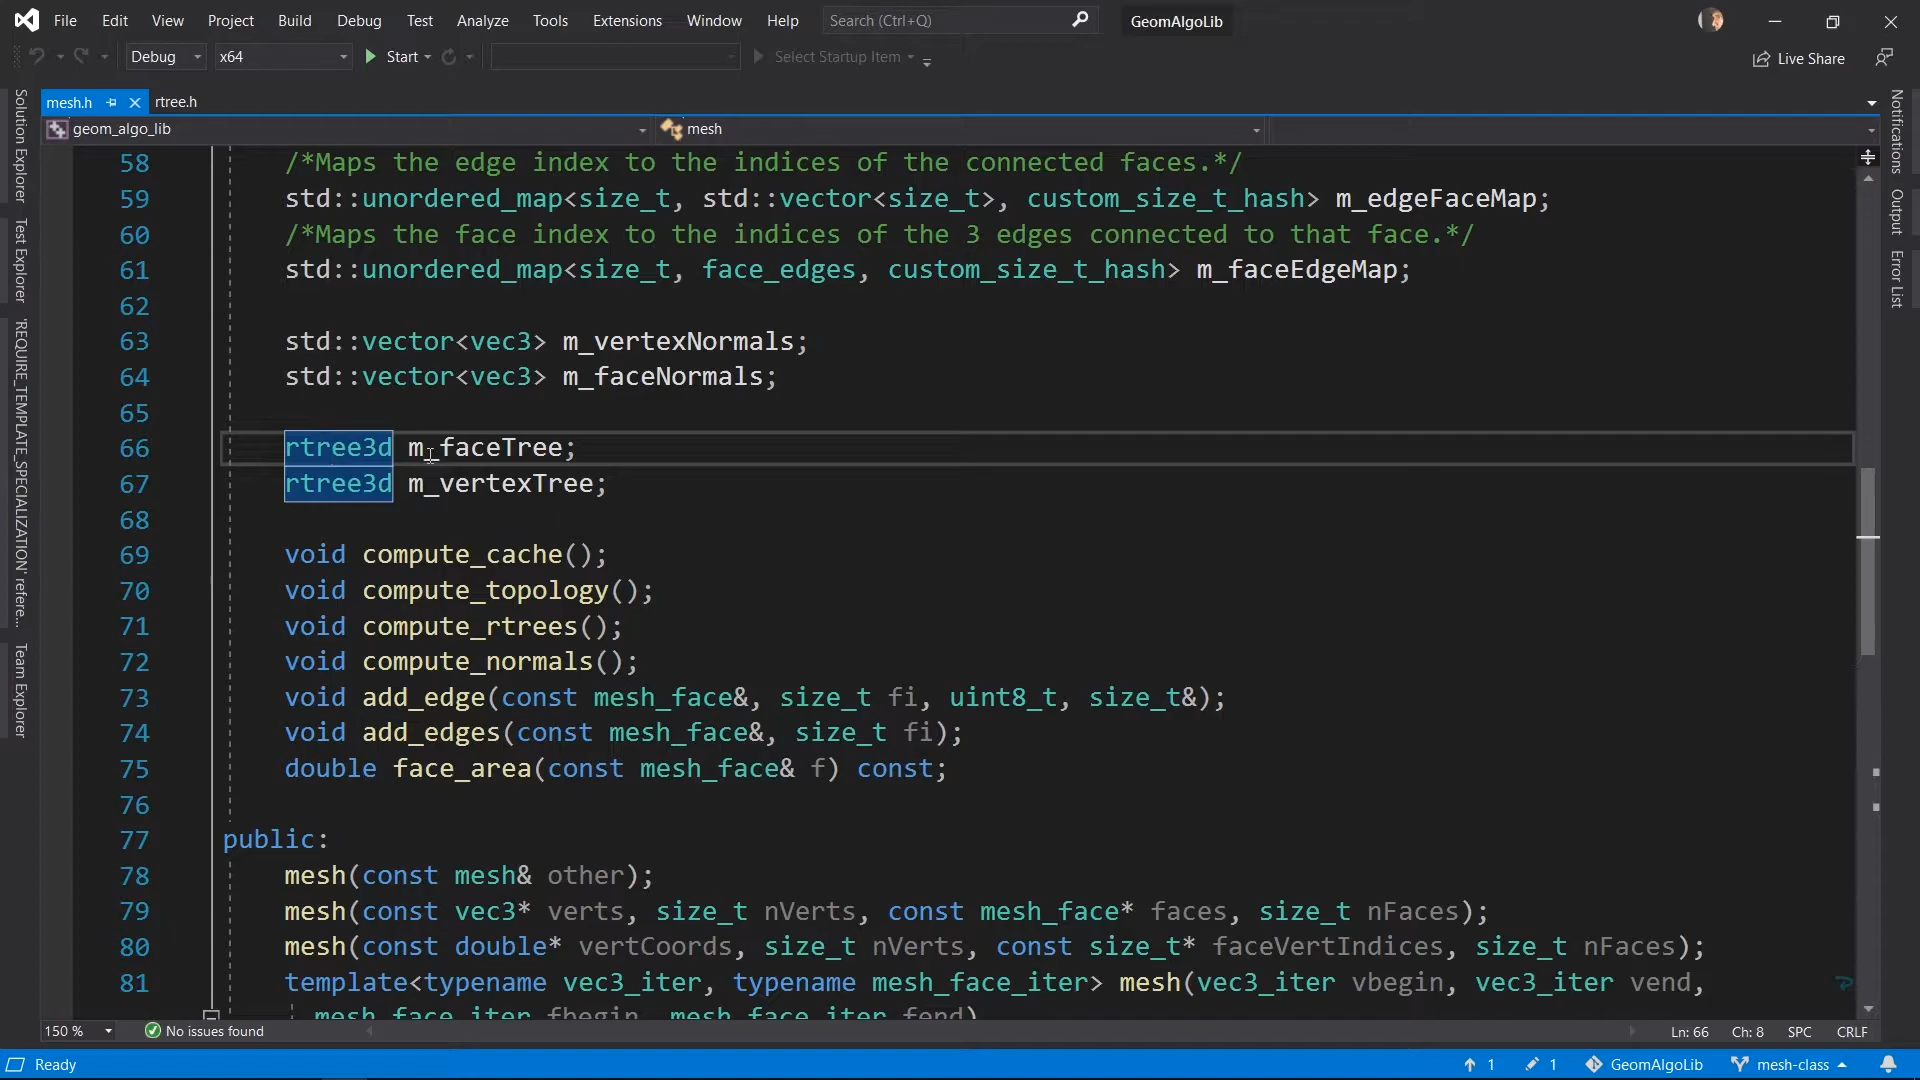 File Edit View Project Build Debug Test Analyze Tools Extensions Window Help Search (Ctrl+Q) GeomAlgoLib
Debug x64 Start Select Startup Item Live Share
mesh.h rtree.h
geom_algo_lib mesh
58 /*Maps the edge index to the indices of the connected faces.*/
59 std::unordered_map<size_t, std::vector<size_t>, custom_size_t_hash> m_edgeFaceMap;
60 /*Maps the face index to the indices of the 3 edges connected to that face.*/
61 std::unordered_map<size_t, face_edges, custom_size_t_hash> m_faceEdgeMap;
62
63 std::vector<vec3> m_vertexNormals;
64 std::vector<vec3> m_faceNormals;
65
66 rtree3d m_faceTree;
67 rtree3d m_vertexTree;
68
69 void compute_cache();
70 void compute_topology();
71 void compute_rtrees();
72 void compute_normals();
73 void add_edge(const mesh_face&, size_t fi, uint8_t, size_t&);
74 void add_edges(const mesh_face&, size_t fi);
75 double face_area(const mesh_face& f) const;
76
77 public:
78 mesh(const mesh& other);
79 mesh(const vec3* verts, size_t nVerts, const mesh_face* faces, size_t nFaces);
80 mesh(const double* vertCoords, size_t nVerts, const size_t* faceVertIndices, size_t nFaces);
81 template<typename vec3_iter, typename mesh_face_iter> mesh(vec3_iter vbegin, vec3_iter vend,
mesh_face_iter fbegin, mesh_face_iter fend)
150 % No issues found Ln: 66 Ch: 8 SPC CRLF
Ready 1 1 GeomAlgoLib mesh-class
Solution Explorer
Test Explorer
'REQUIRE_TEMPLATE_SPECIALIZATION' refere...
Team Explorer
Notifications
Output
Error List